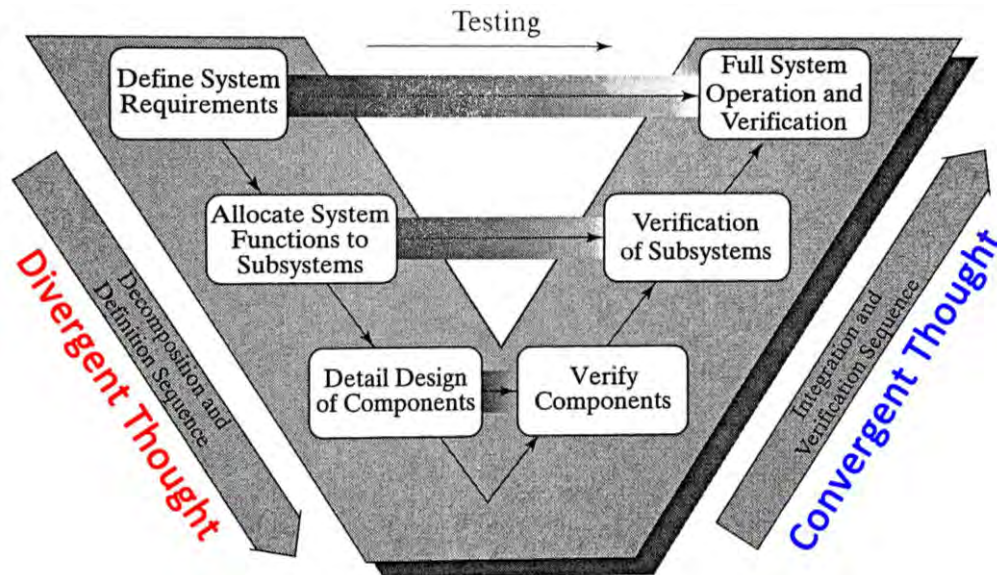 Testing
Define System
Requirements
Full System
Operation and
Verification
Allocate System
Functions to
Subsystems
Verification
of Subsystems
Detail Design
of Components
Verify
Components
Divergent Thought
Decomposition and
Definition Sequence
Integration and
Verification Sequence
Convergent Thought